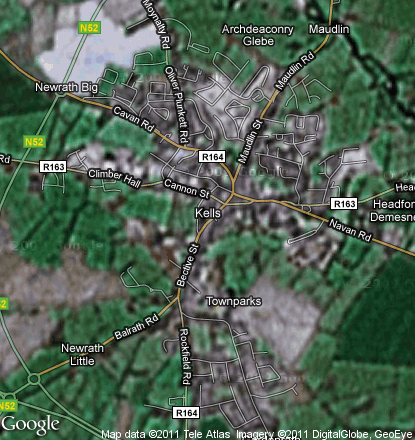 Moynalty Rd
N52
Archdeaconry
Glebe
Maudlin
Oliver Plunkett Rd
Maudlin Rd
Newrath Big
Cavan Rd
Maudlin St
N52
R164
Rd
R163
Climber Hall
Cannon St
R163
Head
Headfort
Demesne
Kells
Navan Rd
Bective St
Townparks
Balrath Rd
Rockfield Rd
Newrath
Little
N52
R164
Google
Map data ©2011 Tele Atlas Imagery ©2011 DigitalGlobe, GeoEye